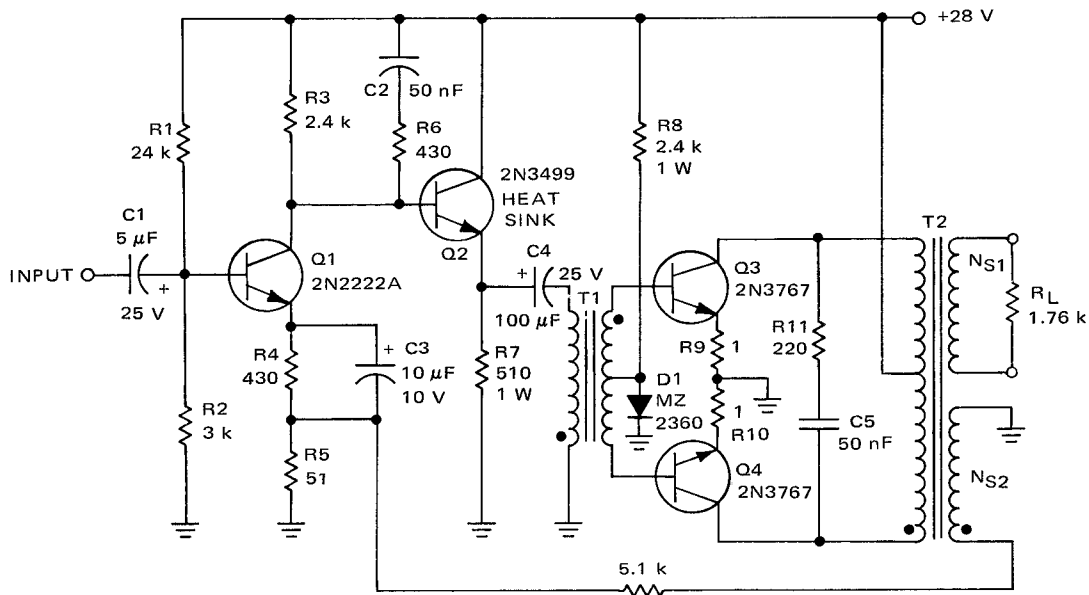 +28 V
C2
50 nF
R3
2.4 k
R1
24 k
R6
430
R8
2.4 k
1 W
2N3499
HEAT
SINK
T2
C1
5 µF
+
25 V
INPUT
Q1
2N2222A
Q2
C4
+
25 V
100 µF
T1
Q3
2N3767
NS1
RL
1.76 k
R11
220
R9
1
R4
430
+
C3
10 µF
10 V
R7
510
1 W
D1
MZ
2360
1
R10
C5
50 nF
R2
3 k
R5
51
Q4
2N3767
NS2
5.1 k